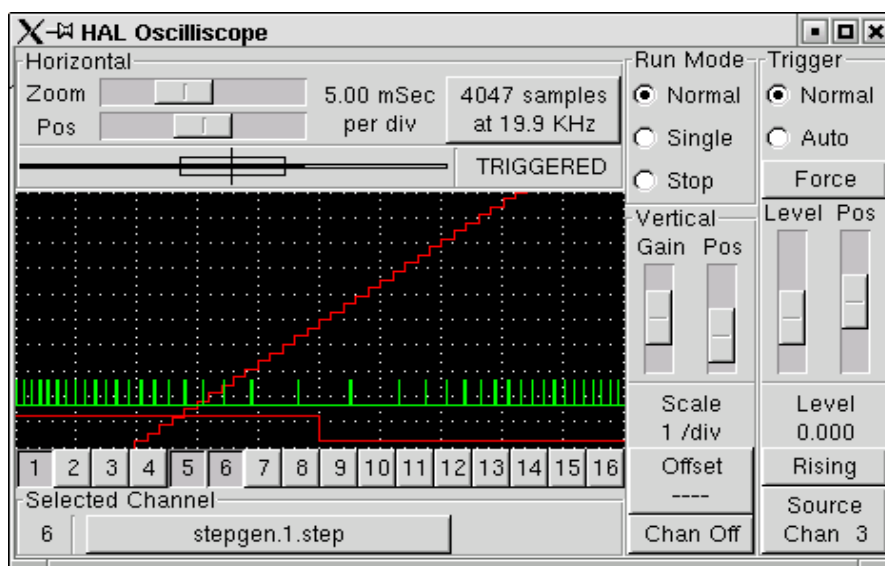 HAL Oscilliscope
Horizontal
Zoom
Pos
5.00 mSec
per div
4047 samples
at 19.9 KHz
TRIGGERED
Run Mode
Normal
Single
Stop
Trigger
Normal
Auto
Force
Vertical
Gain Pos
Level Pos
Scale
1 /div
Offset
----
Chan Off
Level
0.000
Rising
Source
Chan 3
1 2 3 4 5 6 7 8 9 10 11 12 13 14 15 16
Selected Channel
6 stepgen.1.step